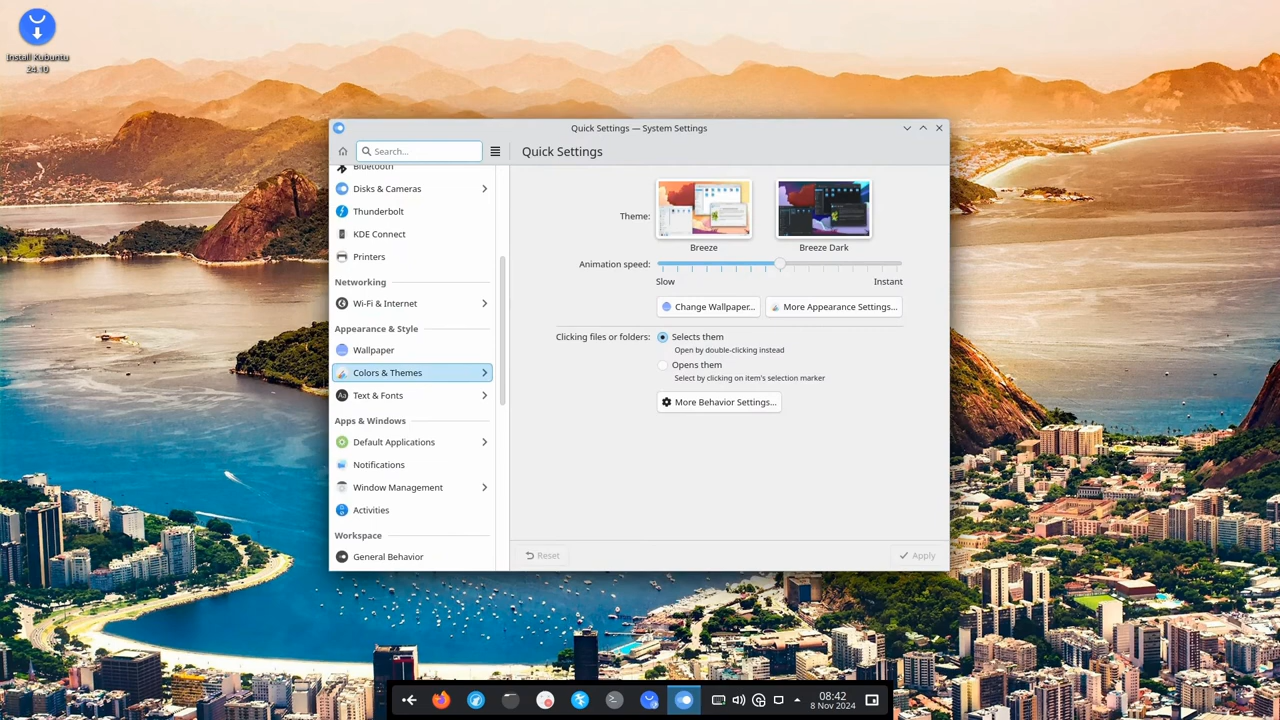 Install Kubuntu
24.10
Quick Settings — System Settings
Search...
Quick Settings
Bluetooth
Disks & Cameras
Thunderbolt
KDE Connect
Printers
Networking
Wi-Fi & Internet
Appearance & Style
Wallpaper
Colors & Themes
Text & Fonts
Apps & Windows
Default Applications
Notifications
Window Management
Activities
Workspace
General Behavior
Theme:
Breeze
Breeze Dark
Animation speed:
Slow
Instant
Change Wallpaper...
More Appearance Settings...
Clicking files or folders:
Selects them
Open by double-clicking instead
Opens them
Select by clicking on item's selection marker
More Behavior Settings...
Reset
Apply
08:42
8 Nov 2024